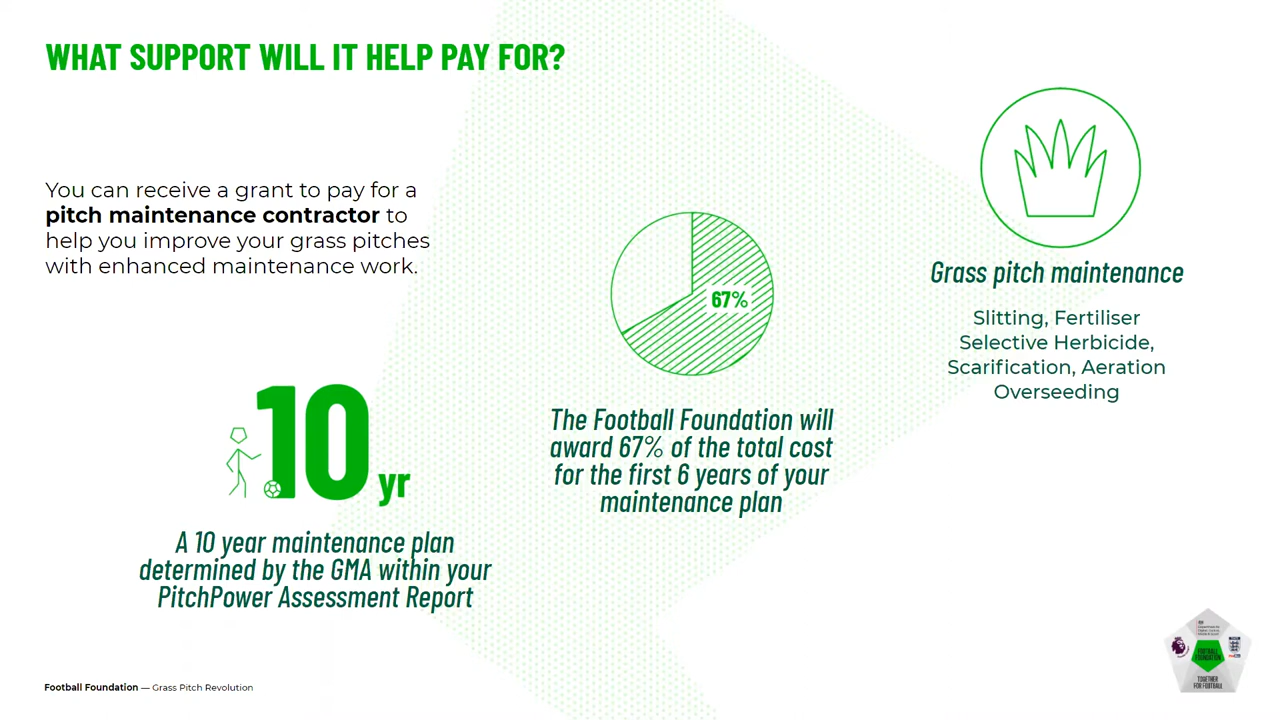 WHAT SUPPORT WILL IT HELP PAY FOR?
You can receive a grant to pay for a
pitch maintenance contractor to
help you improve your grass pitches
with enhanced maintenance work.
10 yr
A 10 year maintenance plan
determined by the GMA within your
PitchPower Assessment Report
67%
The Football Foundation will
award 67% of the total cost
for the first 6 years of your
maintenance plan
Grass pitch maintenance
Slitting, Fertiliser
Selective Herbicide,
Scarification, Aeration
Overseeding
Football Foundation — Grass Pitch Revolution
FOOTBALL
FOUNDATION
TOGETHER
FOR FOOTBALL